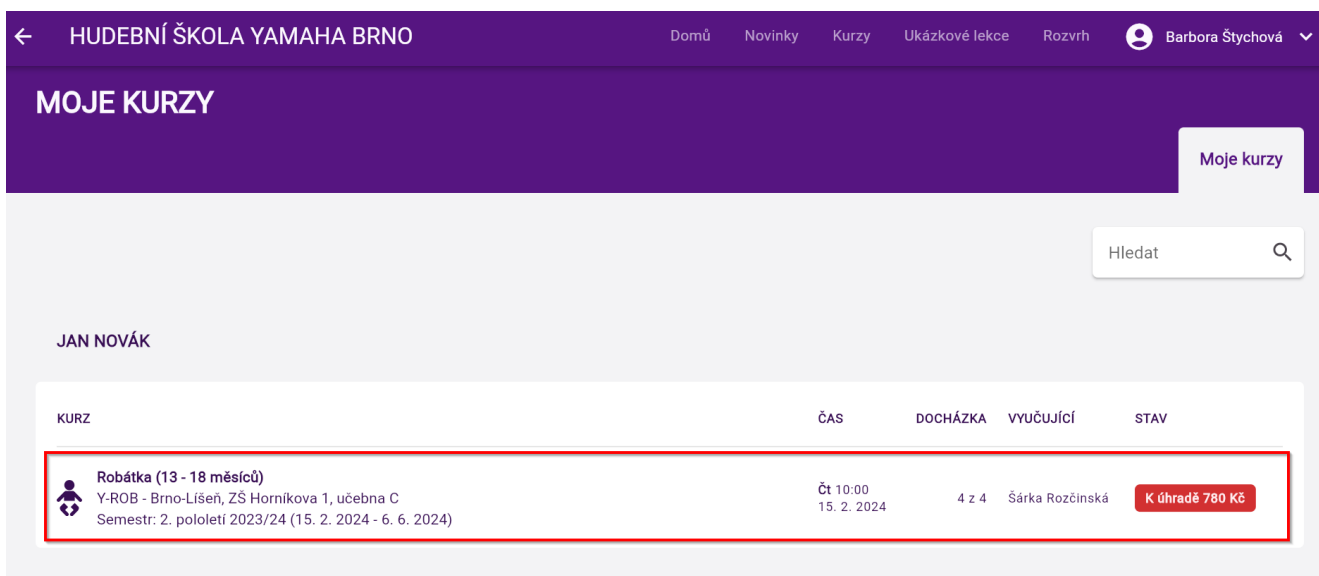 HUDEBNÍ ŠKOLA YAMAHA BRNO Domů Novinky Kurzy Ukázkové lekce Rozvrh Barbora Štychová
MOJE KURZY
Moje kurzy
Hledat
JAN NOVÁK
KURZ ČAS DOCHÁZKA VYUČUJÍCÍ STAV
Robátka (13 - 18 měsíců)
Y-ROB - Brno-Líšeň, ZŠ Horníkova 1, učebna C
Semestr: 2. pololetí 2023/24 (15. 2. 2024 - 6. 6. 2024)
Čt 10:00
15. 2. 2024
4 z 4
Šárka Rozčinská
K úhradě 780 Kč